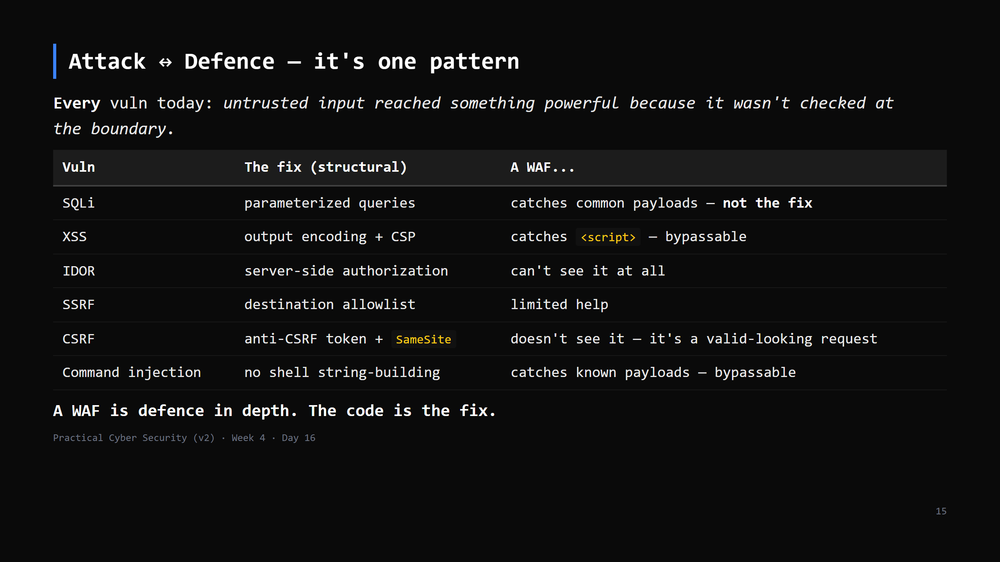 Attack ↔ Defence — it's one pattern
Every vuln today: untrusted input reached something powerful because it wasn't checked at
the boundary.
Vuln The fix (structural) A WAF...
SQLi parameterized queries catches common payloads — not the fix
XSS output encoding + CSP catches <script> — bypassable
IDOR server-side authorization can't see it at all
SSRF destination allowlist limited help
CSRF anti-CSRF token + SameSite doesn't see it — it's a valid-looking request
Command injection no shell string-building catches known payloads — bypassable
A WAF is defence in depth. The code is the fix.
Practical Cyber Security (v2) · Week 4 · Day 16
15